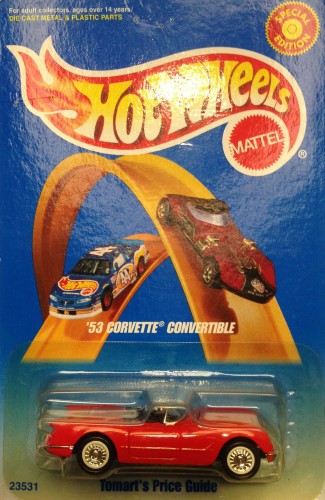 For adult collectors, ages over 14 years.
DIE CAST METAL & PLASTIC PARTS
SPECIAL EDITION
Hot Wheels
MATTEL
®
'53 CORVETTE® CONVERTIBLE
23531
Tomart's Price Guide